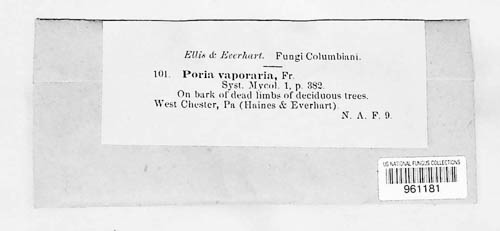 Ellis & Everhart. Fungi Columbiani.
101. Poria vaporaria, Fr.
Syst. Mycol. 1, p. 382.
On bark of dead limbs of deciduous trees.
West Chester, Pa (Haines & Everhart).
N. A. F. 9.
US NATIONAL FUNGUS COLLECTIONS
961181